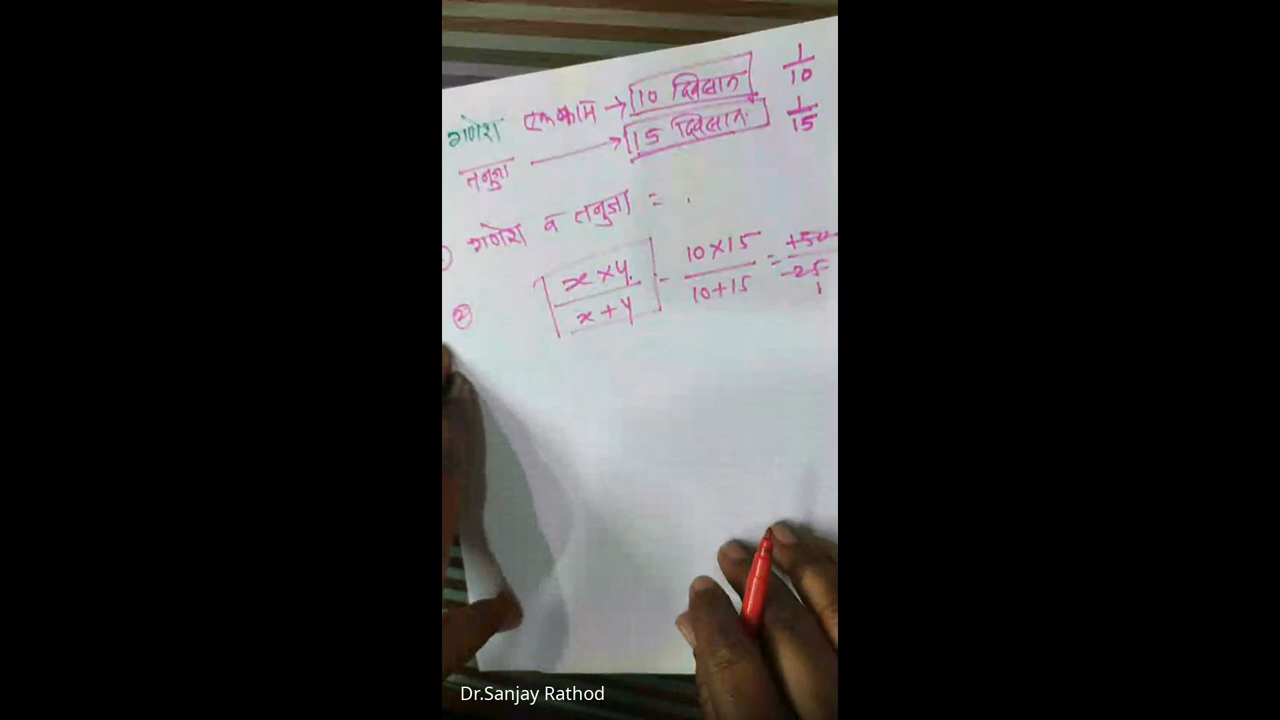 गणेश एक काम → 10 दिवसात 1/10
तनुजा → 15 दिवसात 1/15
गणेश व तनुजा = .
② x × y / x + y - 10×15 / 10+15 =
Dr.Sanjay Rathod